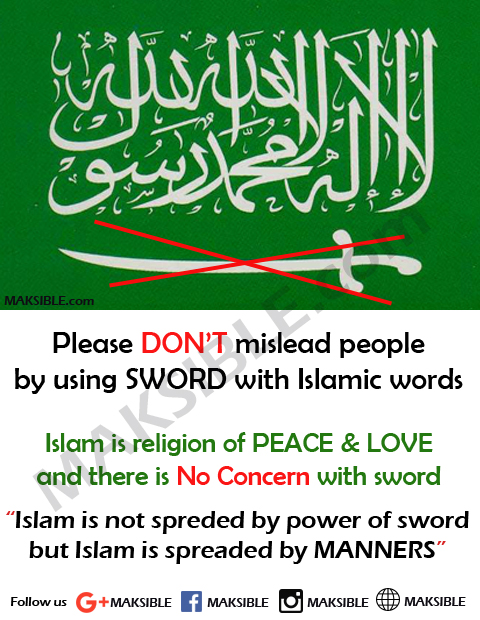 لا إله إلا الله محمد رسول الله
MAKSIBLE.com
MAKSIBLE.com
Please DON'T mislead people
by using SWORD with Islamic words
Islam is religion of PEACE & LOVE
and there is No Concern with sword
“Islam is not spreded by power of sword
but Islam is spreaded by MANNERS”
Follow us G+ MAKSIBLE f MAKSIBLE MAKSIBLE MAKSIBLE